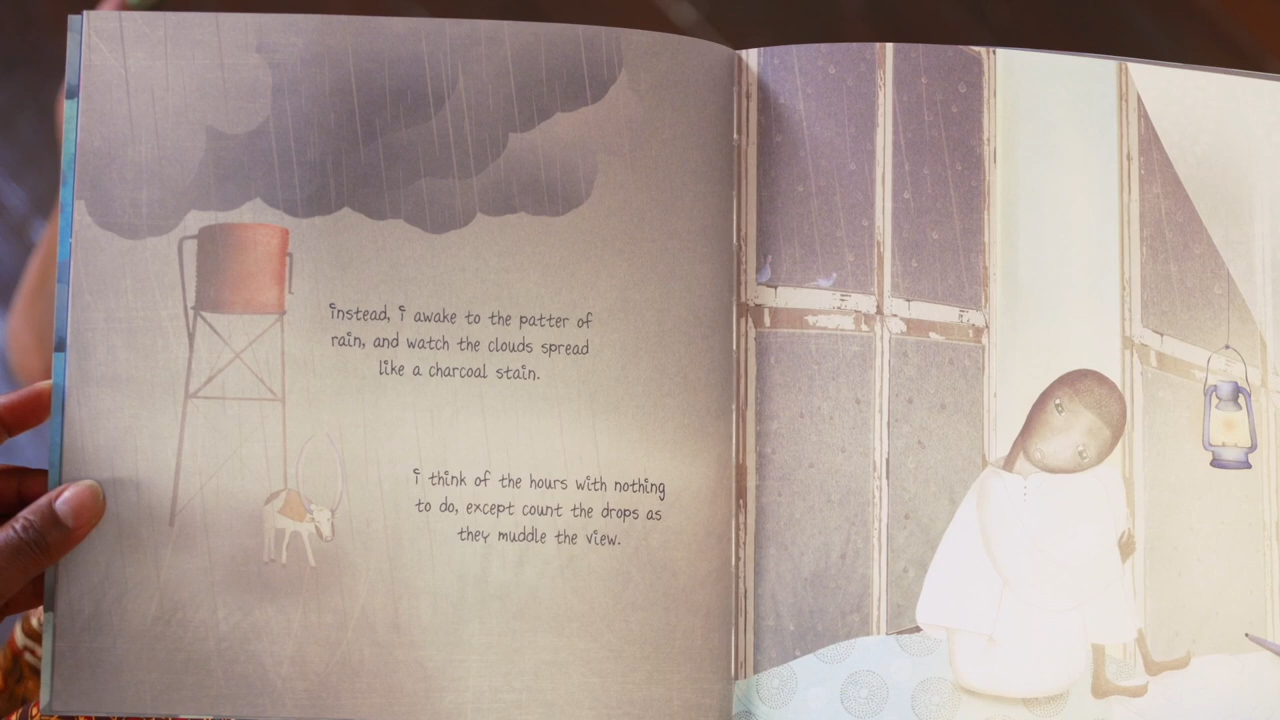 instead, i awake to the patter of
rain, and watch the clouds spread
like a charcoal stain.
i think of the hours with nothing
to do, except count the drops as
they muddle the view.